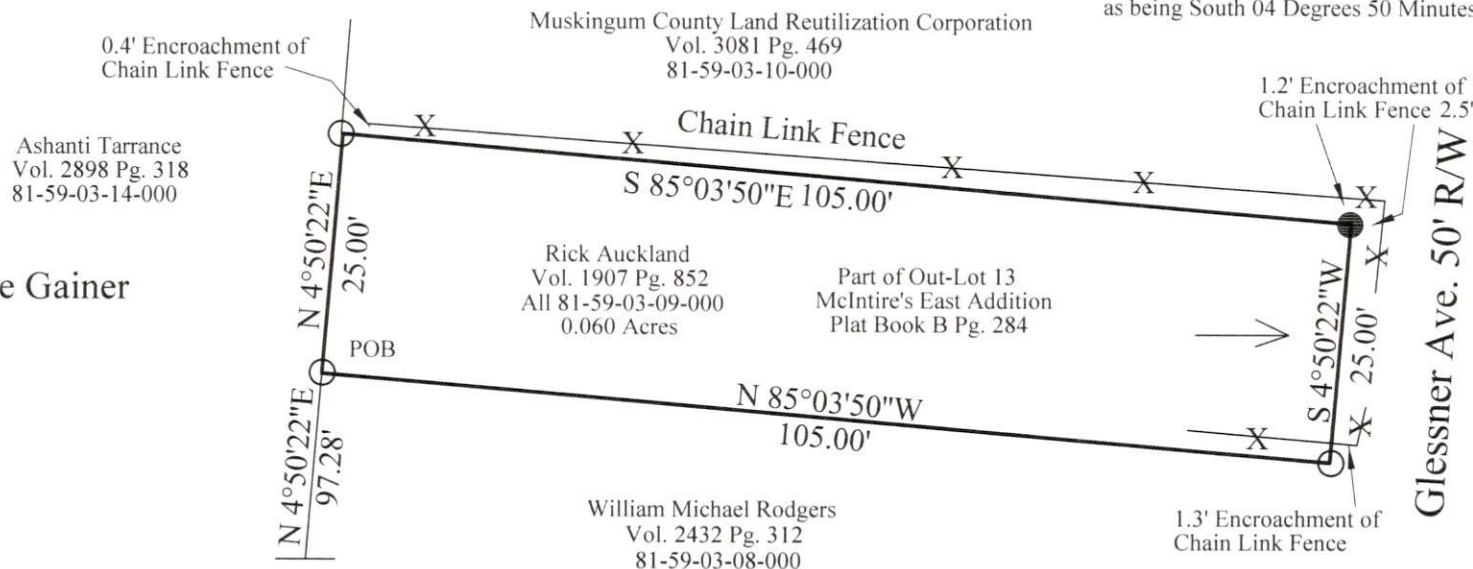 as being South 04 Degrees 50 Minutes
Muskingum County Land Reutilization Corporation
Vol. 3081 Pg. 469
81-59-03-10-000
0.4' Encroachment of
Chain Link Fence
1.2' Encroachment of
Chain Link Fence 2.5'
Ashanti Tarrance
Vol. 2898 Pg. 318
81-59-03-14-000
X X X X X
Chain Link Fence
S 85°03'50"E 105.00'
N 4°50'22"E
25.00'
Rick Auckland
Vol. 1907 Pg. 852
All 81-59-03-09-000
0.060 Acres
Part of Out-Lot 13
McIntire's East Addition
Plat Book B Pg. 284
X
S 4°50'22"W
25.00'
X
Glessner Ave. 50' R/W
e Gainer
POB
N 85°03'50"W
105.00'
X
N 4°50'22"E
97.28'
William Michael Rodgers
Vol. 2432 Pg. 312
81-59-03-08-000
1.3' Encroachment of
Chain Link Fence